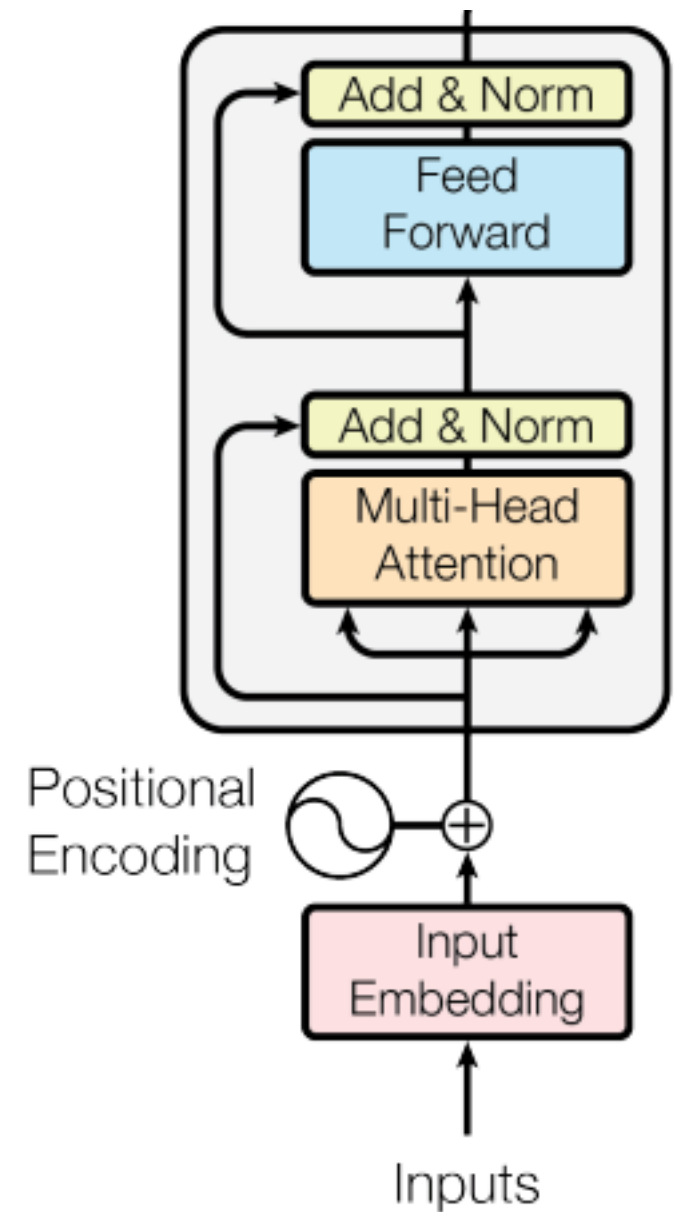 Add & Norm
Feed
Forward
Add & Norm
Multi-Head
Attention
Positional
Encoding
Input
Embedding
Inputs